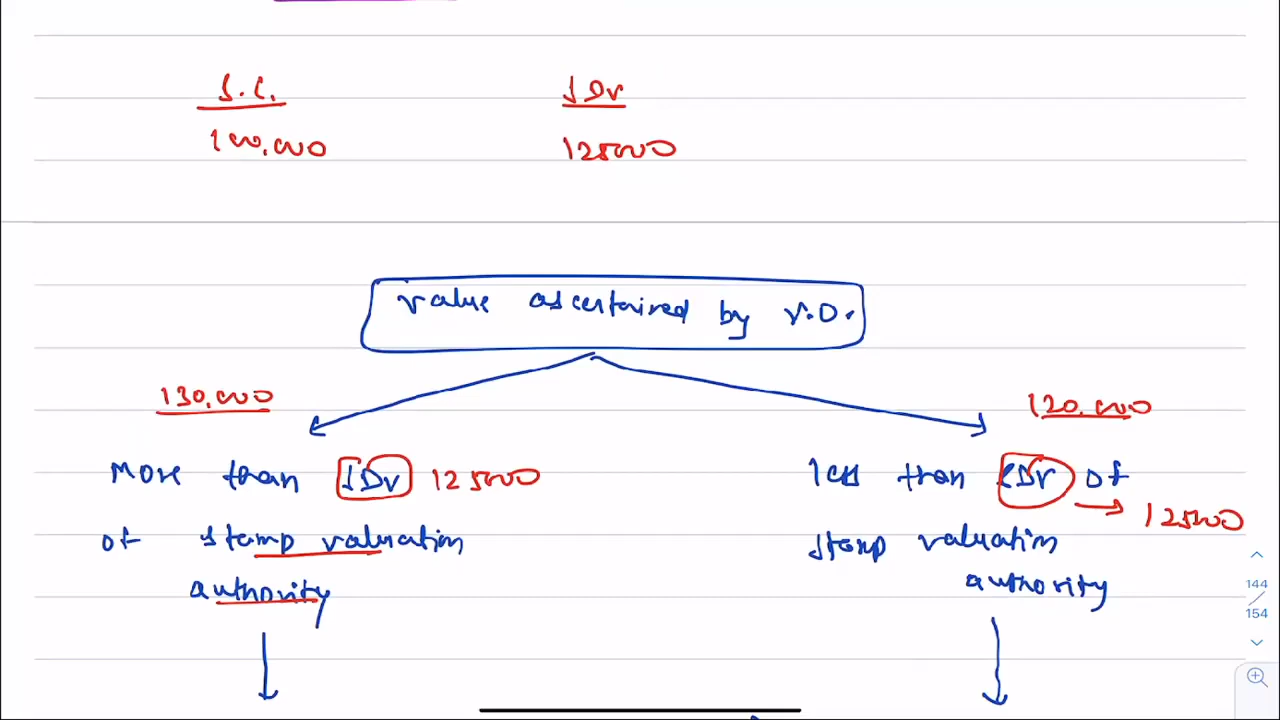 S.C. SDV
100,000 125000
value ascertained by V.O.
130,000 120,000
More than SDV 125000 less than SDV of
125000
of stamp valuation stamp valuation
authority authority
144
154